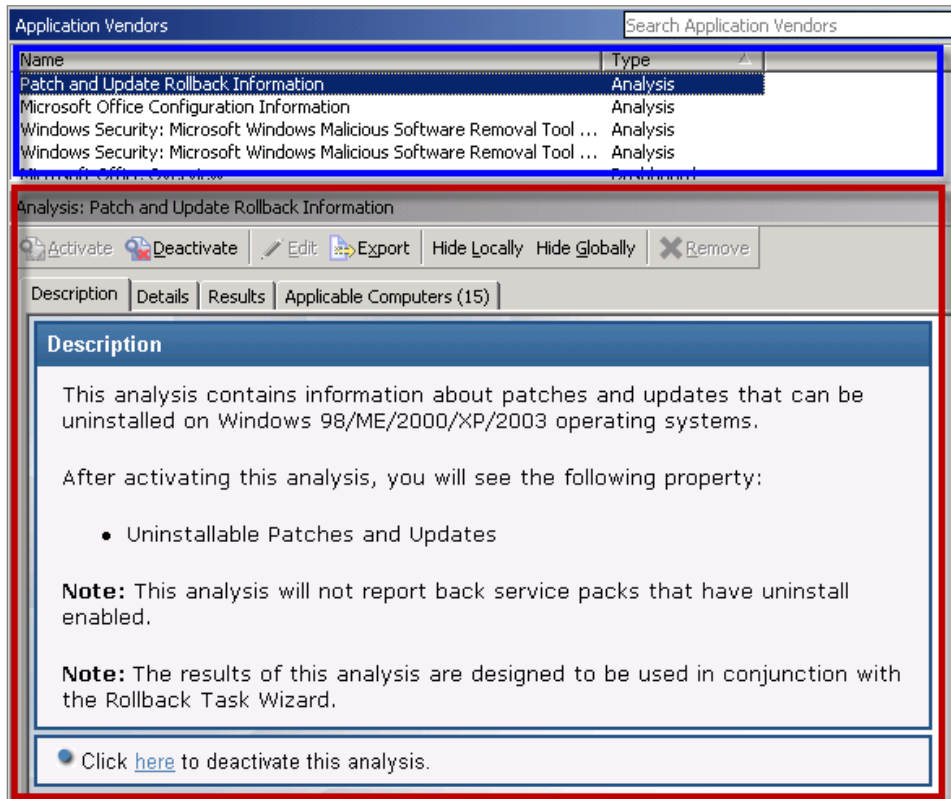 Application Vendors Search Application Vendors
Name Type
Patch and Update Rollback Information Analysis
Microsoft Office Configuration Information Analysis
Windows Security: Microsoft Windows Malicious Software Removal Tool ... Analysis
Windows Security: Microsoft Windows Malicious Software Removal Tool ... Analysis
Microsoft Office Overview Dashboard
Analysis: Patch and Update Rollback Information
Activate Deactivate Edit Export Hide Locally Hide Globally Remove
Description Details Results Applicable Computers (15)
Description
This analysis contains information about patches and updates that can be
uninstalled on Windows 98/ME/2000/XP/2003 operating systems.
After activating this analysis, you will see the following property:
• Uninstallable Patches and Updates
Note: This analysis will not report back service packs that have uninstall
enabled.
Note: The results of this analysis are designed to be used in conjunction with
the Rollback Task Wizard.
Click here to deactivate this analysis.